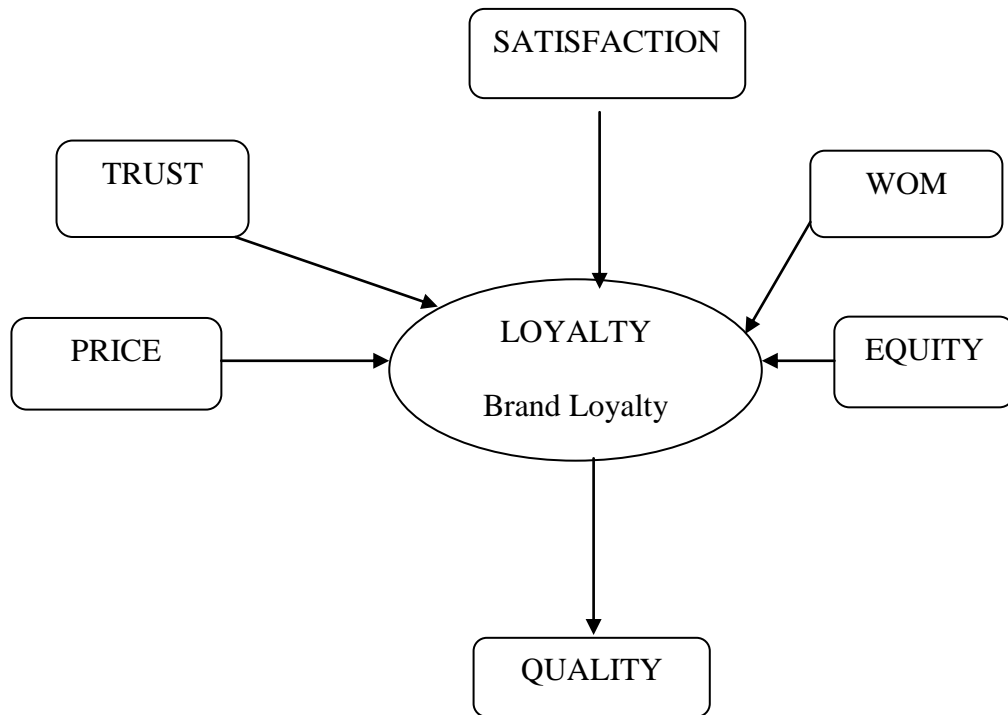 SATISFACTION
TRUST
WOM
LOYALTY
PRICE
EQUITY
Brand Loyalty
QUALITY